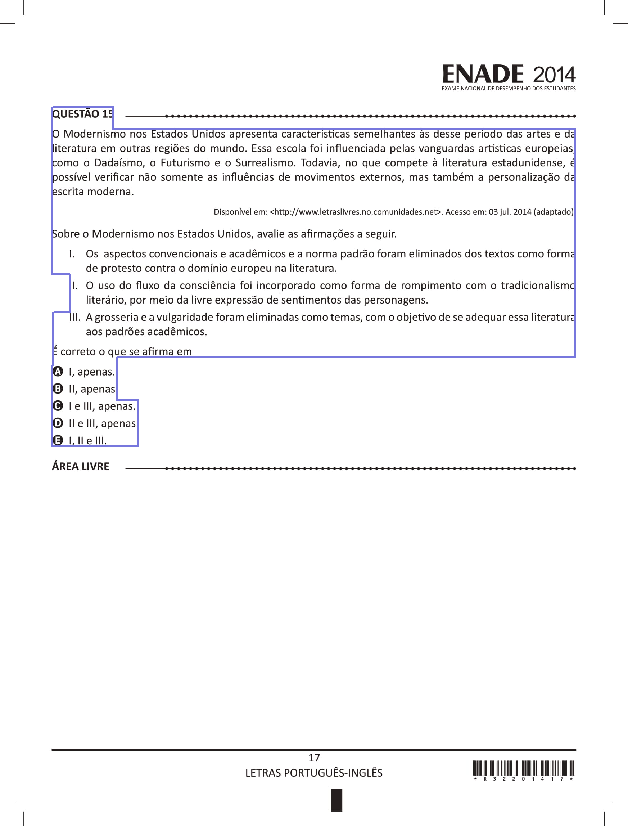 ENADE 2014
EXAME NACIONAL DE DESEMPENHO DOS ESTUDANTES
QUESTÃO 15
O Modernismo nos Estados Unidos apresenta características semelhantes às desse período das artes e da
literatura em outras regiões do mundo. Essa escola foi influenciada pelas vanguardas artísticas europeias,
como o Dadaísmo, o Futurismo e o Surrealismo. Todavia, no que compete à literatura estadunidense, é
possível verificar não somente as influências de movimentos externos, mas também a personalização da
escrita moderna.
Disponível em: <http://www.letraslivres.no.comunidades.net>. Acesso em: 03 jul. 2014 (adaptado).
Sobre o Modernismo nos Estados Unidos, avalie as afirmações a seguir.
I. Os aspectos convencionais e acadêmicos e a norma padrão foram eliminados dos textos como forma
de protesto contra o domínio europeu na literatura.
II. O uso do fluxo da consciência foi incorporado como forma de rompimento com o tradicionalismo
literário, por meio da livre expressão de sentimentos das personagens.
III. A grosseria e a vulgaridade foram eliminadas como temas, com o objetivo de se adequar essa literatura
aos padrões acadêmicos.
É correto o que se afirma em
A I, apenas.
B II, apenas.
C I e III, apenas.
D II e III, apenas.
E I, II e III.
ÁREA LIVRE
17
LETRAS PORTUGUÊS-INGLÊS
* R 3 2 2 0 1 4 1 7 *